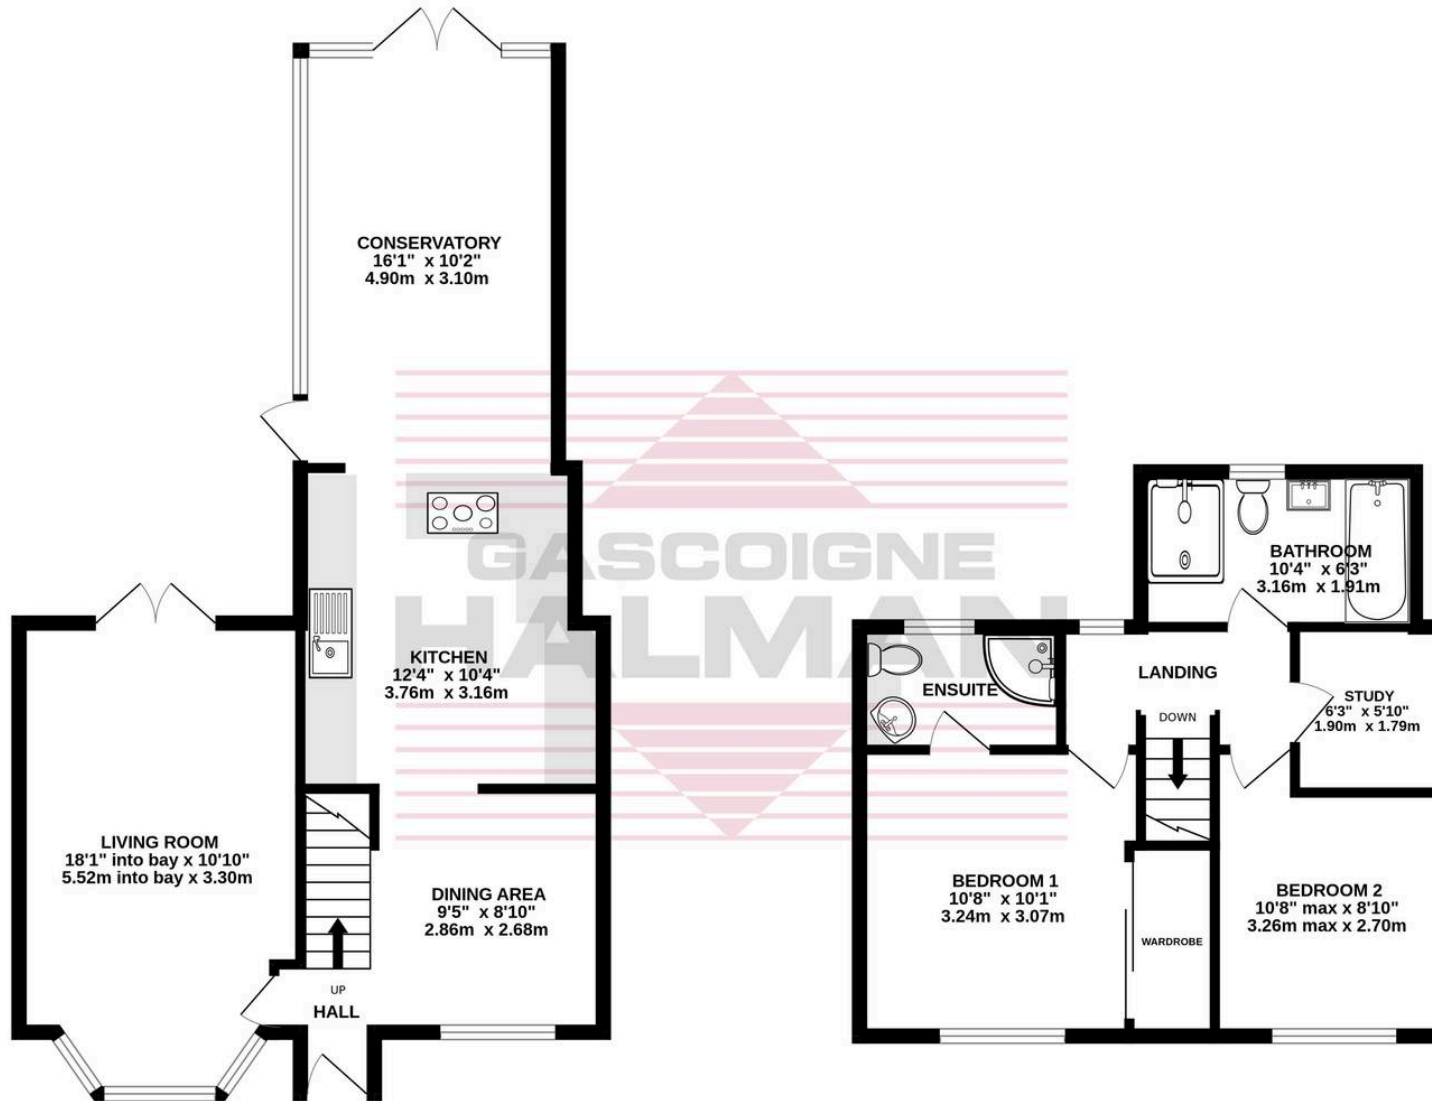 CONSERVATORY
16'1" x 10'2"
4.90m x 3.10m
GASCOIGNE
HALMAN
KITCHEN
12'4" x 10'4"
3.76m x 3.16m
LIVING ROOM
18'1" into bay x 10'10"
5.52m into bay x 3.30m
DINING AREA
9'5" x 8'10"
2.86m x 2.68m
UP
HALL
BATHROOM
10'4" x 6'3"
3.16m x 1.91m
ENSUITE
LANDING
DOWN
STUDY
6'3" x 5'10"
1.90m x 1.79m
BEDROOM 1
10'8" x 10'1"
3.24m x 3.07m
WARDROBE
BEDROOM 2
10'8" max x 8'10"
3.26m max x 2.70m